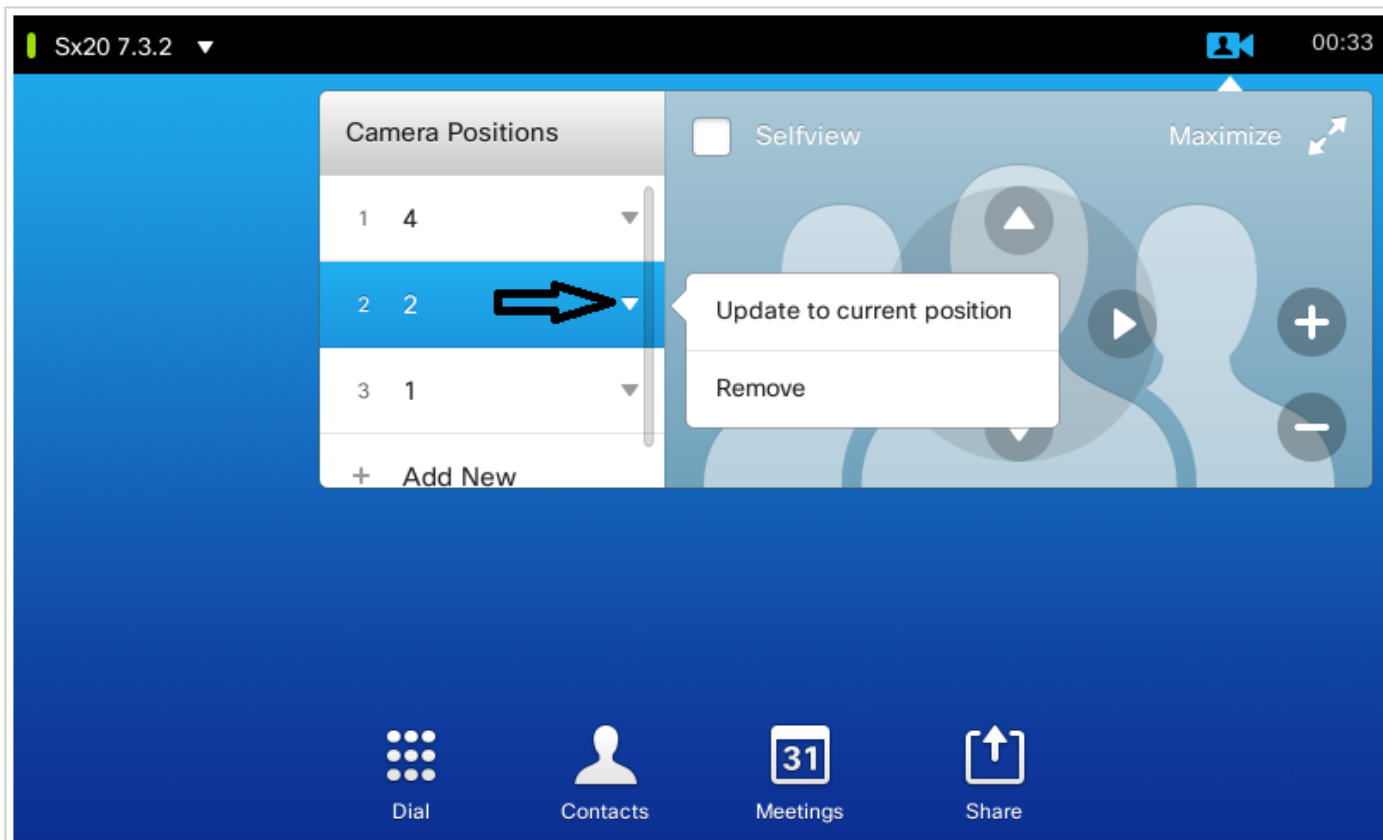 Sx20 7.3.2
00:33
Camera Positions
Selfview
Maximize
1 4
2 2
Update to current position
3 1
Remove
+ Add New
31
Dial
Contacts
Meetings
Share